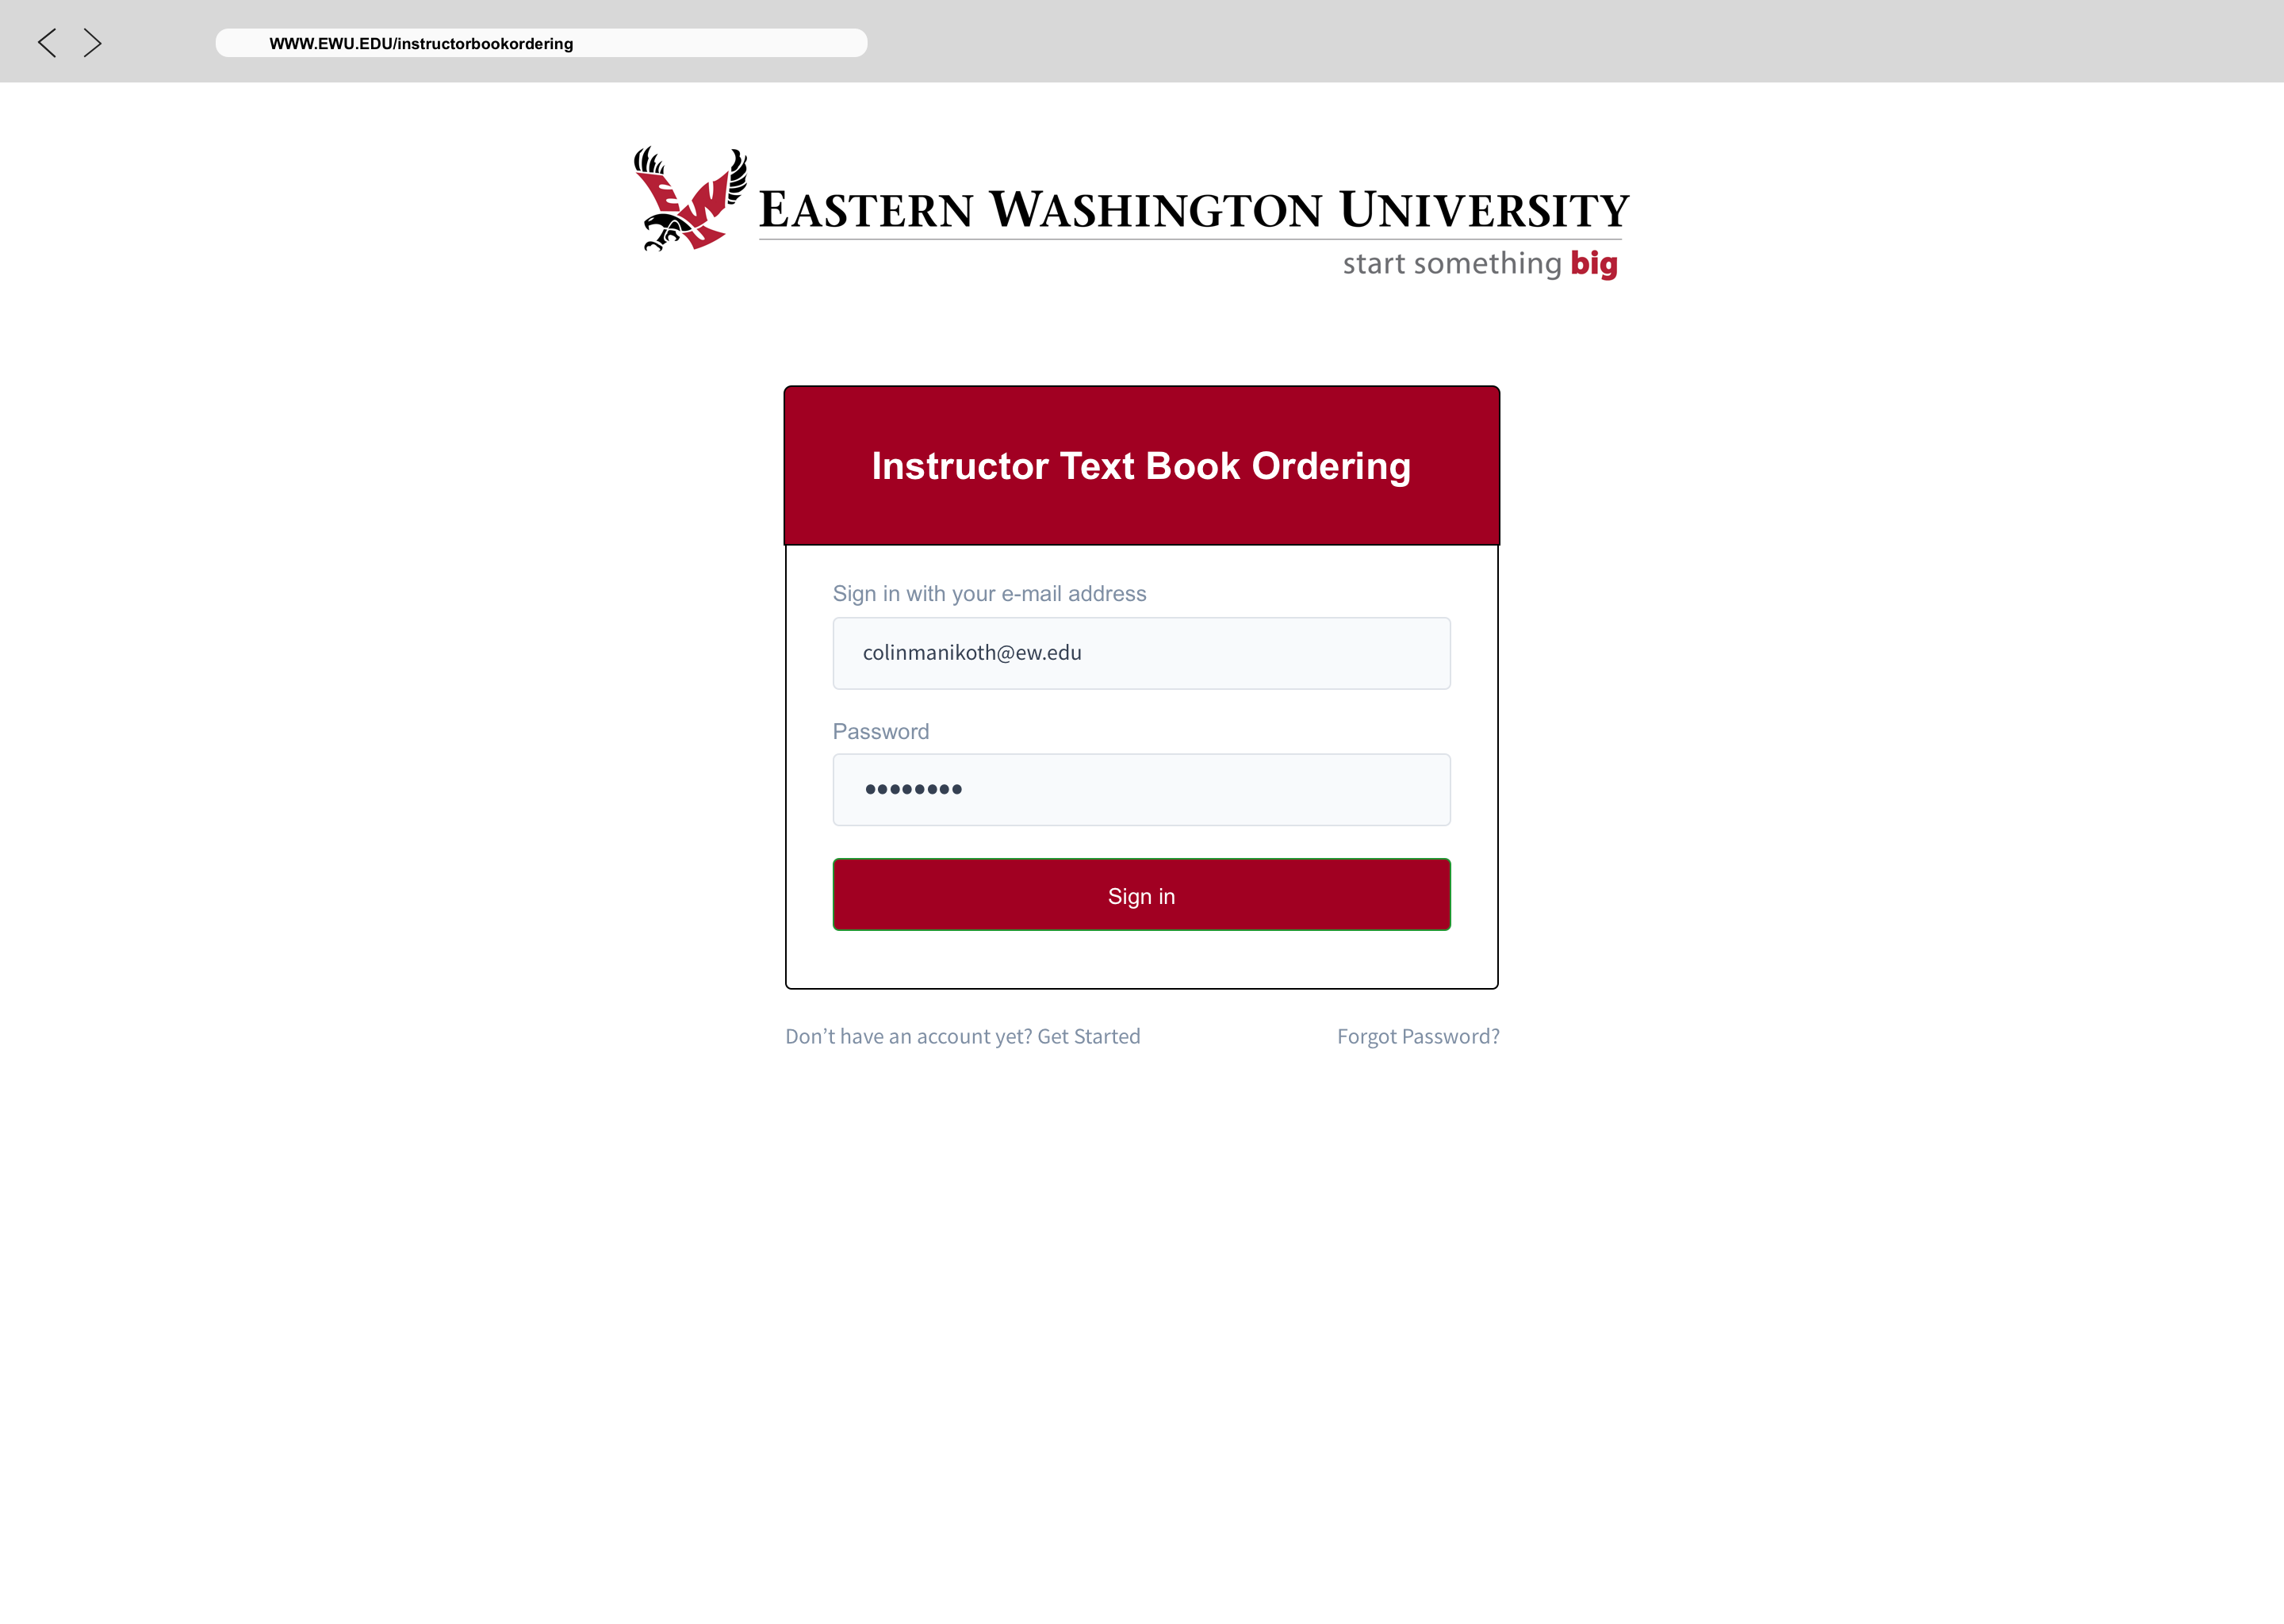 WWW.EWU.EDU/instructorbookordering
EASTERN WASHINGTON UNIVERSITY
start something big
Instructor Text Book Ordering
Sign in with your e-mail address
colinmanikoth@ew.edu
Password
••••••••
Sign in
Don’t have an account yet? Get Started
Forgot Password?